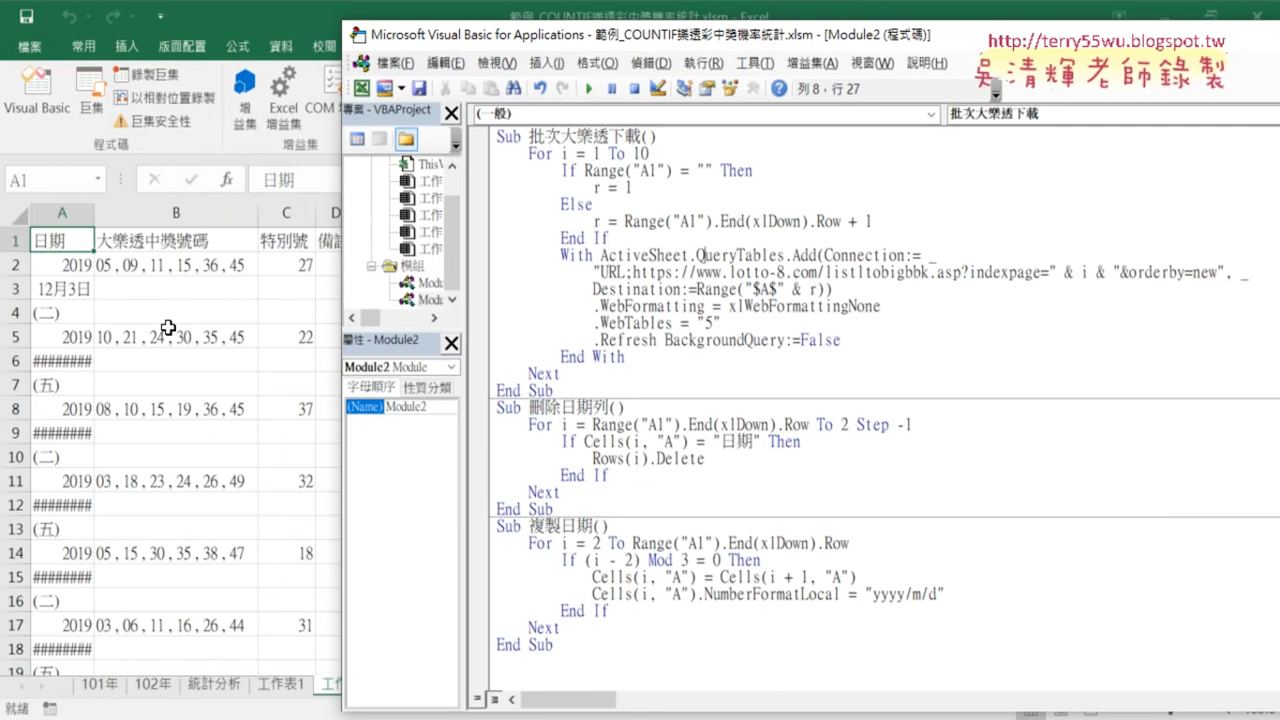 範例_COUNTIF樂透彩中獎機率統計.xlsm - Excel
檔案 常用 插入 版面配置 公式 資料 校閱
Visual Basic
巨集
錄製巨集
以相對位置錄製
巨集安全性
增益集
Excel 增益集
COM
程式碼
增益集
A1
日期
A B C D
1 日期 大樂透中獎號碼 特別號 備註
2 2019 05 , 09 , 11 , 15 , 36 , 45 27
3 12月3日
4 (二)
5 2019 10 , 21 , 24 , 30 , 35 , 45 22
6 ########
7 (五)
8 2019 08 , 10 , 15 , 19 , 36 , 45 37
9 ########
10 (二)
11 2019 03 , 18 , 23 , 24 , 26 , 49 32
12 ########
13 (五)
14 2019 05 , 15 , 30 , 35 , 38 , 47 18
15 ########
16 (二)
17 2019 03 , 06 , 11 , 16 , 26 , 44 31
18 ########
19 (五)
101年 102年 統計分析 工作表1 工作
就緒
Microsoft Visual Basic for Applications - 範例_COUNTIF樂透彩中獎機率統計.xlsm - [Module2 (程式碼)]
http://terry55wu.blogspot.tw
吳清輝老師錄製
檔案(F) 編輯(E) 檢視(V) 插入(I) 格式(O) 偵錯(D) 執行(R) 工具(T) 增益集(A) 視窗(W) 說明(H)
列 8，行 27
專案 - VBAProject
ThisW
工作
工作
工作
工作
工作
模組
Modu
Modu
屬性 - Module2
Module2 Module
字母順序 性質分類
(Name) Module2
(一般)
批次大樂透下載
Sub 批次大樂透下載()
For i = 1 To 10
If Range("A1") = "" Then
r = 1
Else
r = Range("A1").End(xlDown).Row + 1
End If
With ActiveSheet.QueryTables.Add(Connection:= _
"URL;https://www.lotto-8.com/listltobigbbk.asp?indexpage=" & i & "&orderby=new", _
Destination:=Range("$A$" & r))
.WebFormatting = xlWebFormattingNone
.WebTables = "5"
.Refresh BackgroundQuery:=False
End With
Next
End Sub
Sub 刪除日期列()
For i = Range("A1").End(xlDown).Row To 2 Step -1
If Cells(i, "A") = "日期" Then
Rows(i).Delete
End If
Next
End Sub
Sub 複製日期()
For i = 2 To Range("A1").End(xlDown).Row
If (i - 2) Mod 3 = 0 Then
Cells(i, "A") = Cells(i + 1, "A")
Cells(i, "A").NumberFormatLocal = "yyyy/m/d"
End If
Next
End Sub